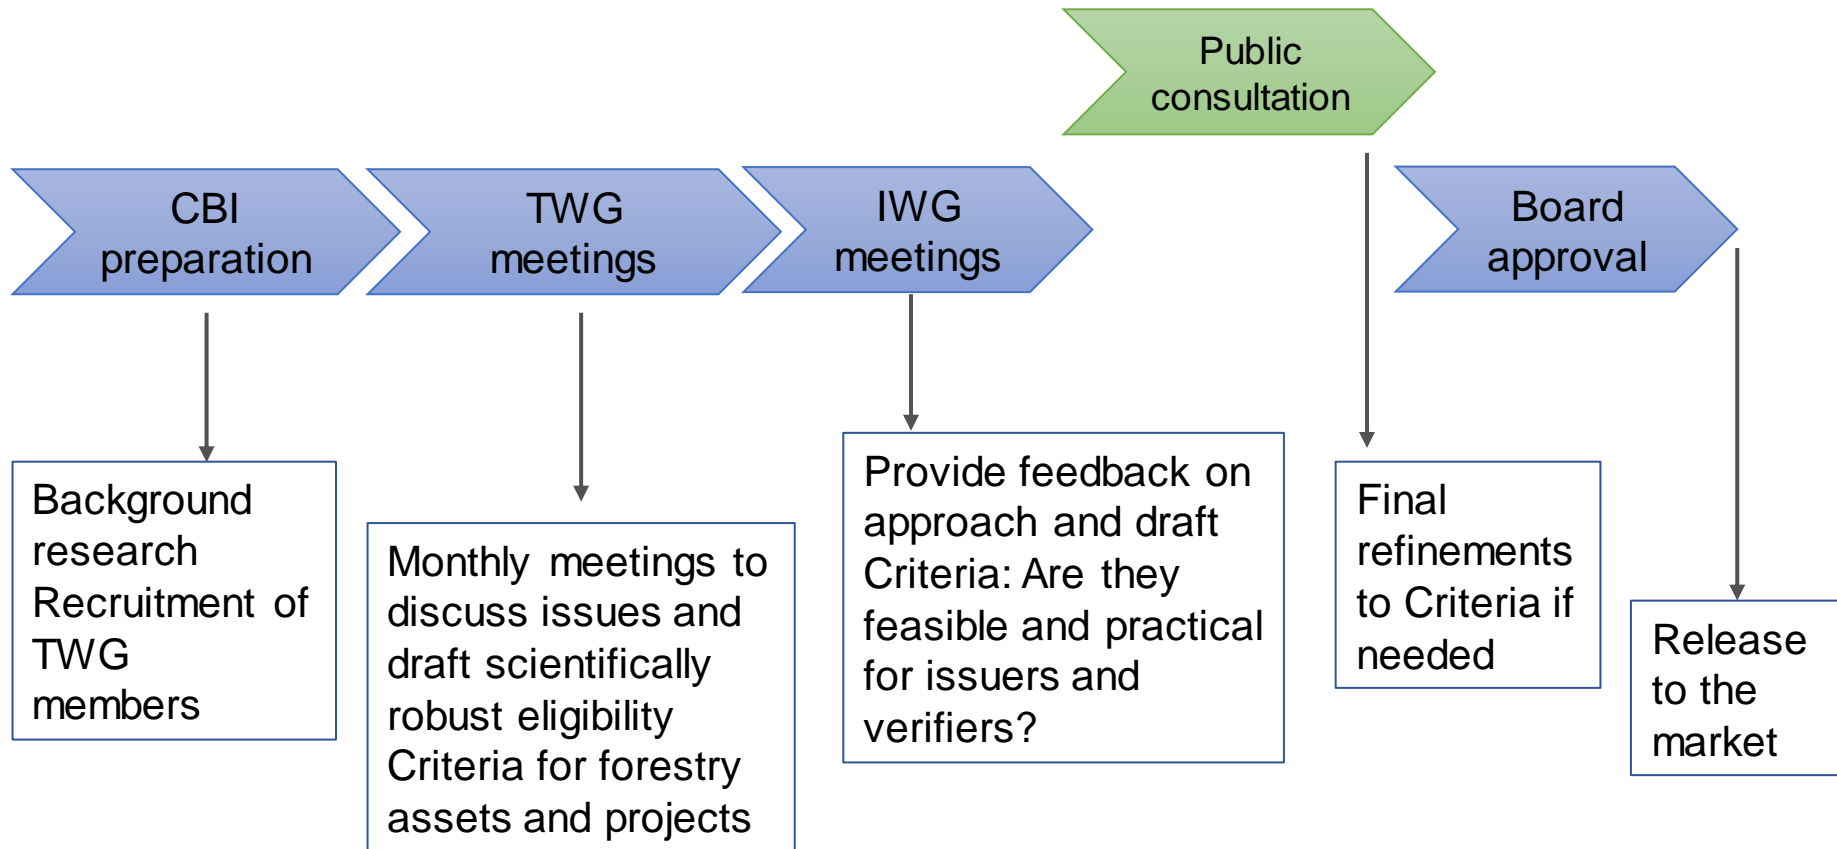 Public
consultation
CBI
preparation
TWG
meetings
IWG
meetings
Board
approval
Background
research
Recruitment of
TWG
members
Monthly meetings to
discuss issues and
draft scientifically
robust eligibility
Criteria for forestry
assets and projects
Provide feedback on
approach and draft
Criteria: Are they
feasible and practical
for issuers and
verifiers?
Final
refinements
to Criteria if
needed
Release
to the
market